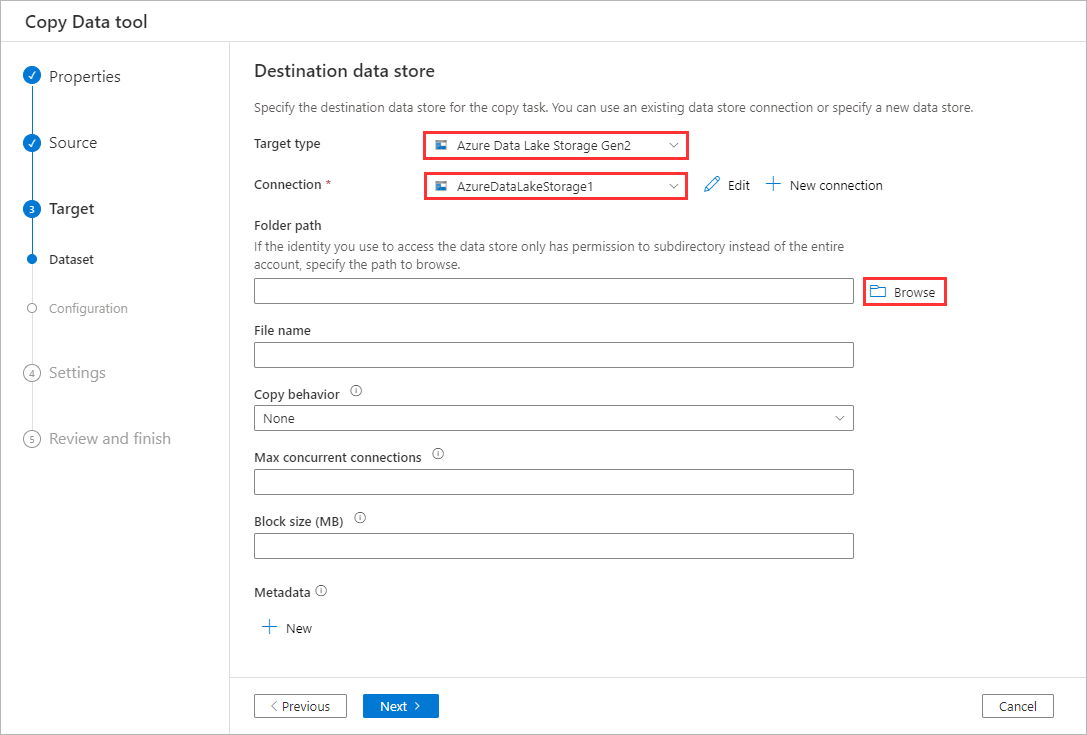 Copy Data tool
Properties
Source
3 Target
Dataset
Configuration
4 Settings
5 Review and finish
Destination data store
Specify the destination data store for the copy task. You can use an existing data store connection or specify a new data store.
Target type
Azure Data Lake Storage Gen2
Connection *
AzureDataLakeStorage1
Edit
New connection
Folder path
If the identity you use to access the data store only has permission to subdirectory instead of the entire
account, specify the path to browse.
Browse
File name
Copy behavior
None
Max concurrent connections
Block size (MB)
Metadata
New
Previous
Next
Cancel